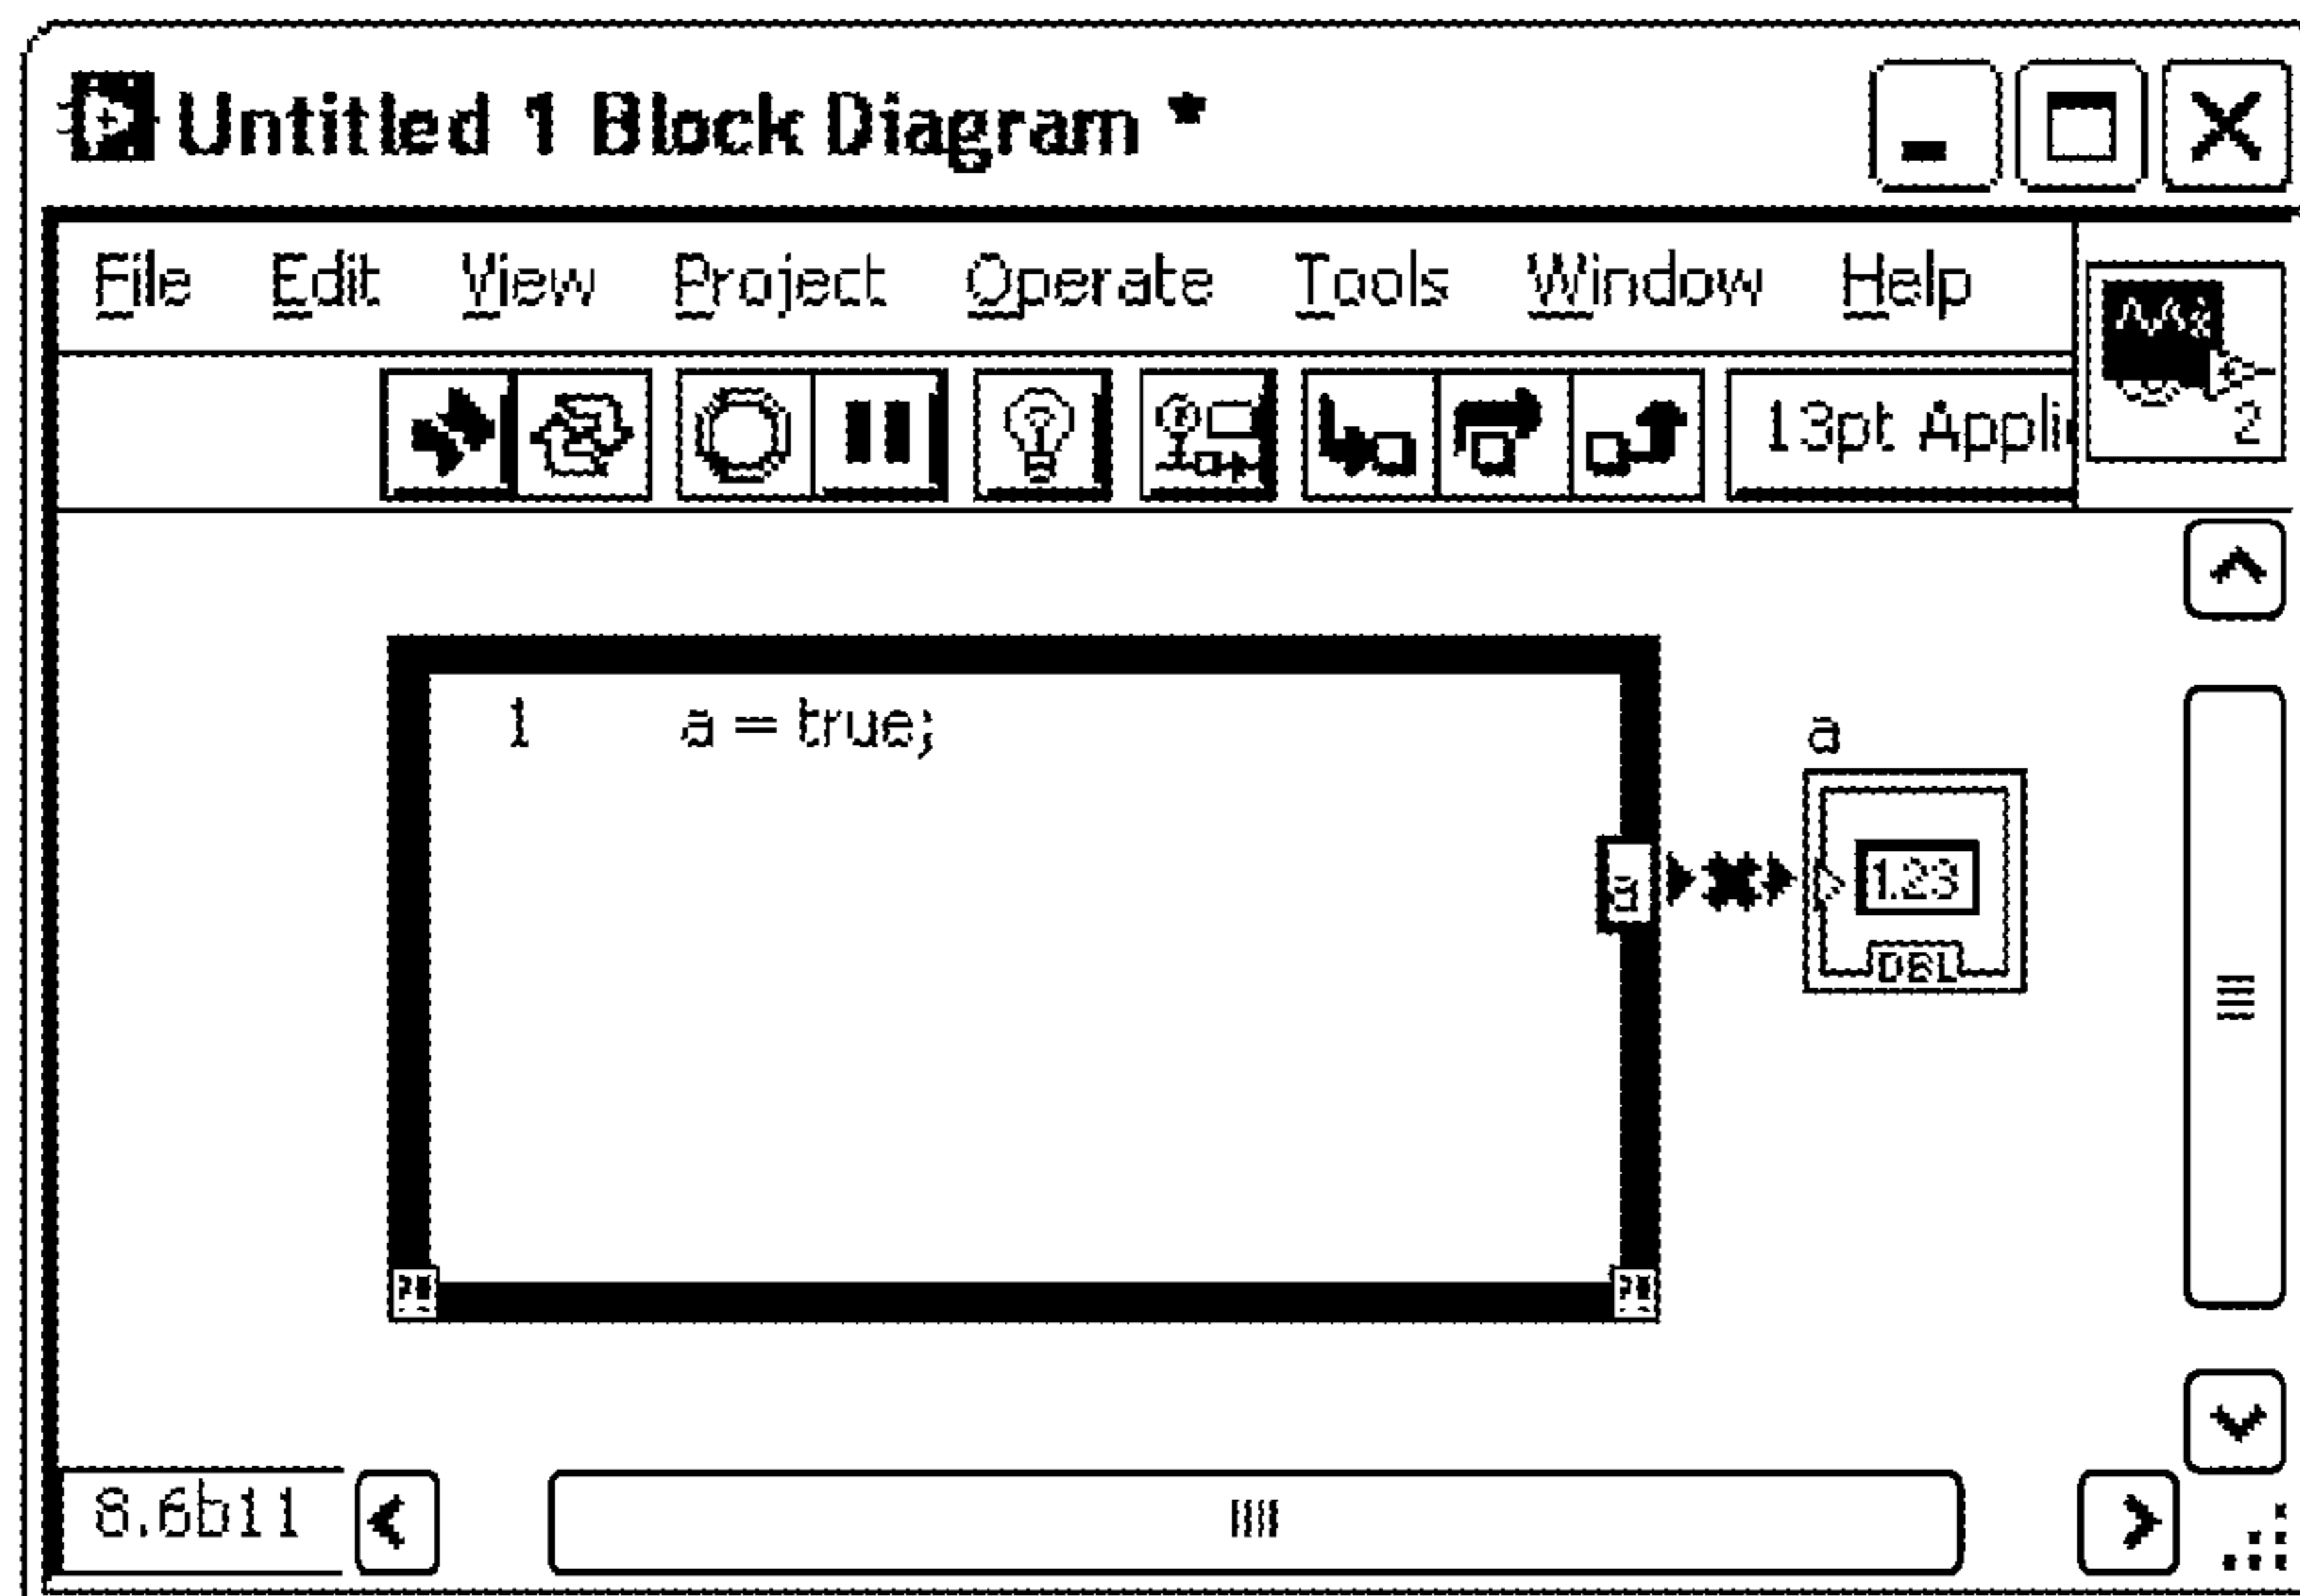 Untitled 1 Block Diagram *
File Edit View Project Operate Tools Window Help
13pt Appli
2
1 a = true;
a
a
1.23
DBL
8.6b11